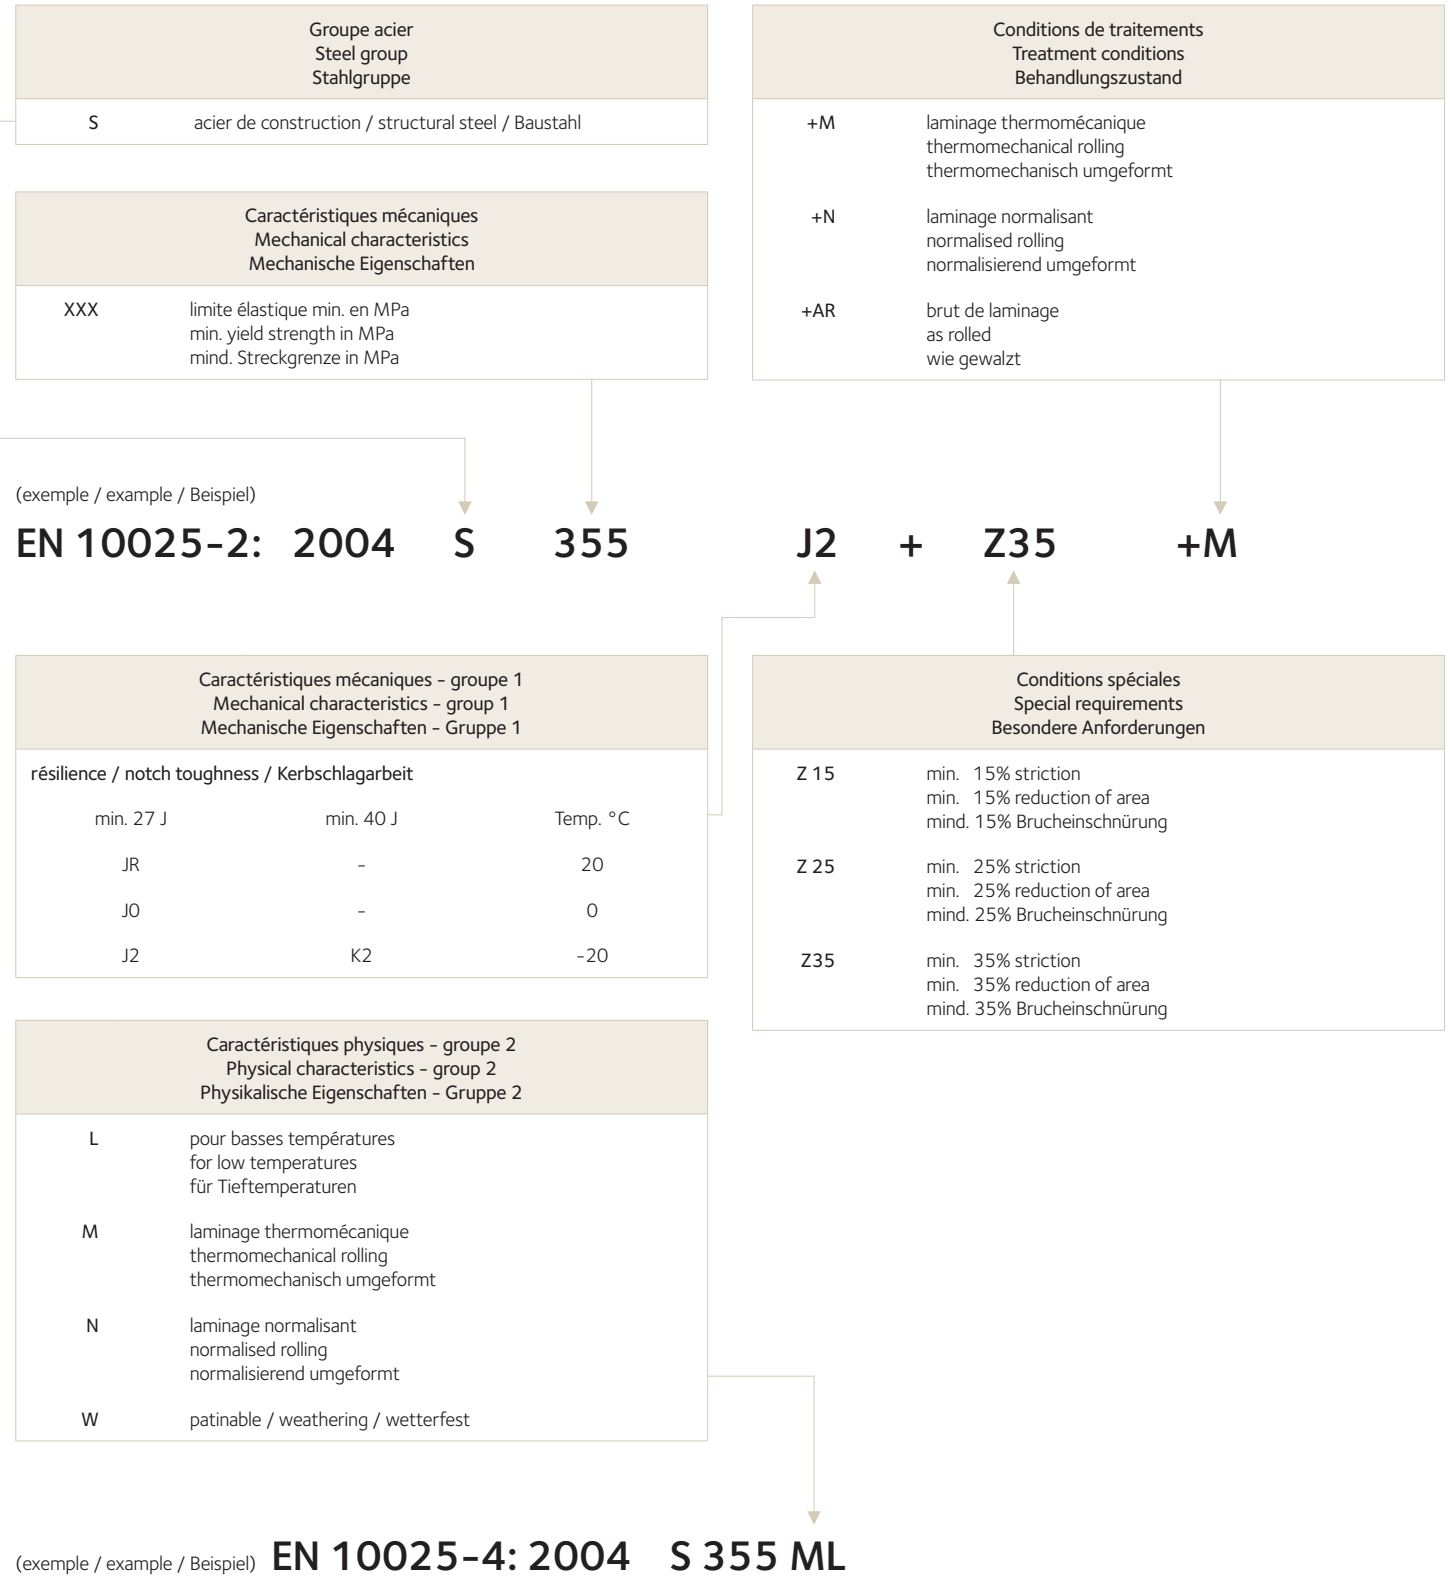 Groupe acier
Steel group
Stahlgruppe
S acier de construction / structural steel / Baustahl
Caractéristiques mécaniques
Mechanical characteristics
Mechanische Eigenschaften
XXX limite élastique min. en MPa
min. yield strength in MPa
mind. Streckgrenze in MPa
Conditions de traitements
Treatment conditions
Behandlungszustand
+M laminage thermomécanique
thermomechanical rolling
thermomechanisch umgeformt
+N laminage normalisant
normalised rolling
normalisierend umgeformt
+AR brut de laminage
as rolled
wie gewalzt
(exemple / example / Beispiel)
EN 10025-2: 2004 S 355 J2 + Z35 +M
Caractéristiques mécaniques - groupe 1
Mechanical characteristics - group 1
Mechanische Eigenschaften - Gruppe 1
résilience / notch toughness / Kerbschlagarbeit
min. 27 J min. 40 J Temp. °C
JR - 20
J0 - 0
J2 K2 -20
Conditions spéciales
Special requirements
Besondere Anforderungen
Z 15 min. 15% striction
min. 15% reduction of area
mind. 15% Brucheinschnürung
Z 25 min. 25% striction
min. 25% reduction of area
mind. 25% Brucheinschnürung
Z35 min. 35% striction
min. 35% reduction of area
mind. 35% Brucheinschnürung
Caractéristiques physiques - groupe 2
Physical characteristics - group 2
Physikalische Eigenschaften - Gruppe 2
L pour basses températures
for low temperatures
für Tieftemperaturen
M laminage thermomécanique
thermomechanical rolling
thermomechanisch umgeformt
N laminage normalisant
normalised rolling
normalisierend umgeformt
W patinable / weathering / wetterfest
(exemple / example / Beispiel) EN 10025-4: 2004 S 355 ML